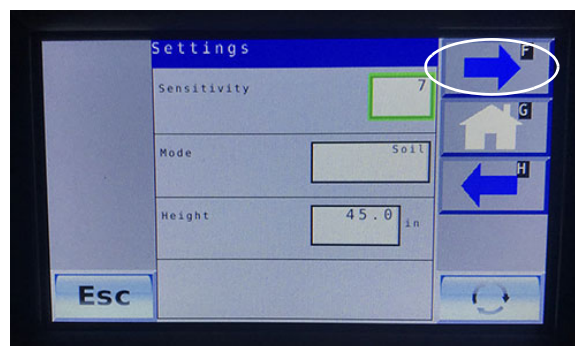 Settings
F
Sensitivity
7
G
Mode
Soil
H
Height
45.0 in
Esc